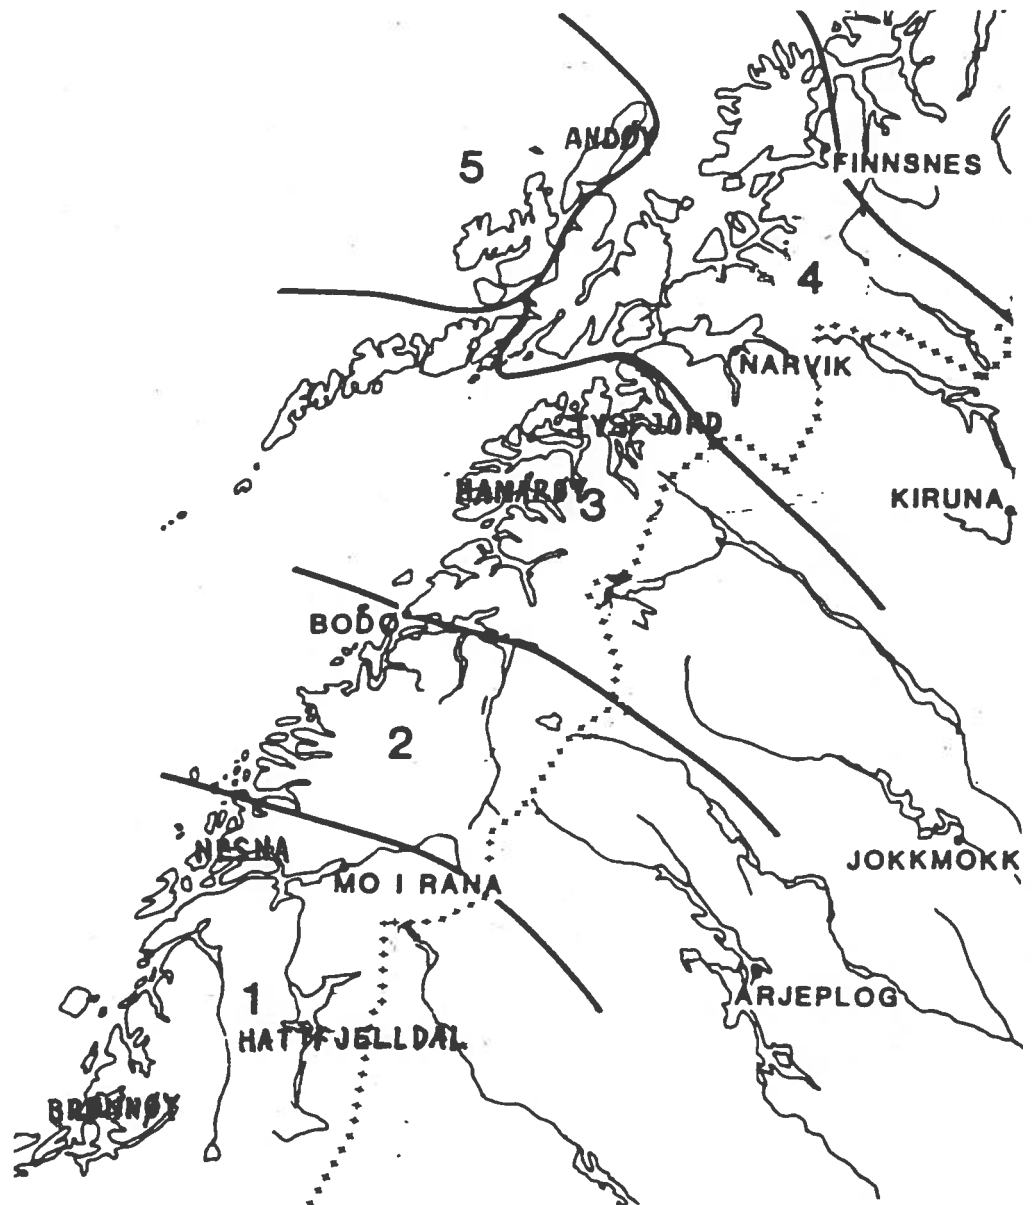 ANDØY
5
FINNSNES
4
NARVIK
TYSFJORD
HAMARØY
3
KIRUNA
BODØ
2
NESNA
JOKKMOKK
MO I RANA
1
ARJEPLOG
HATTFJELLDAL
BRØNNØY